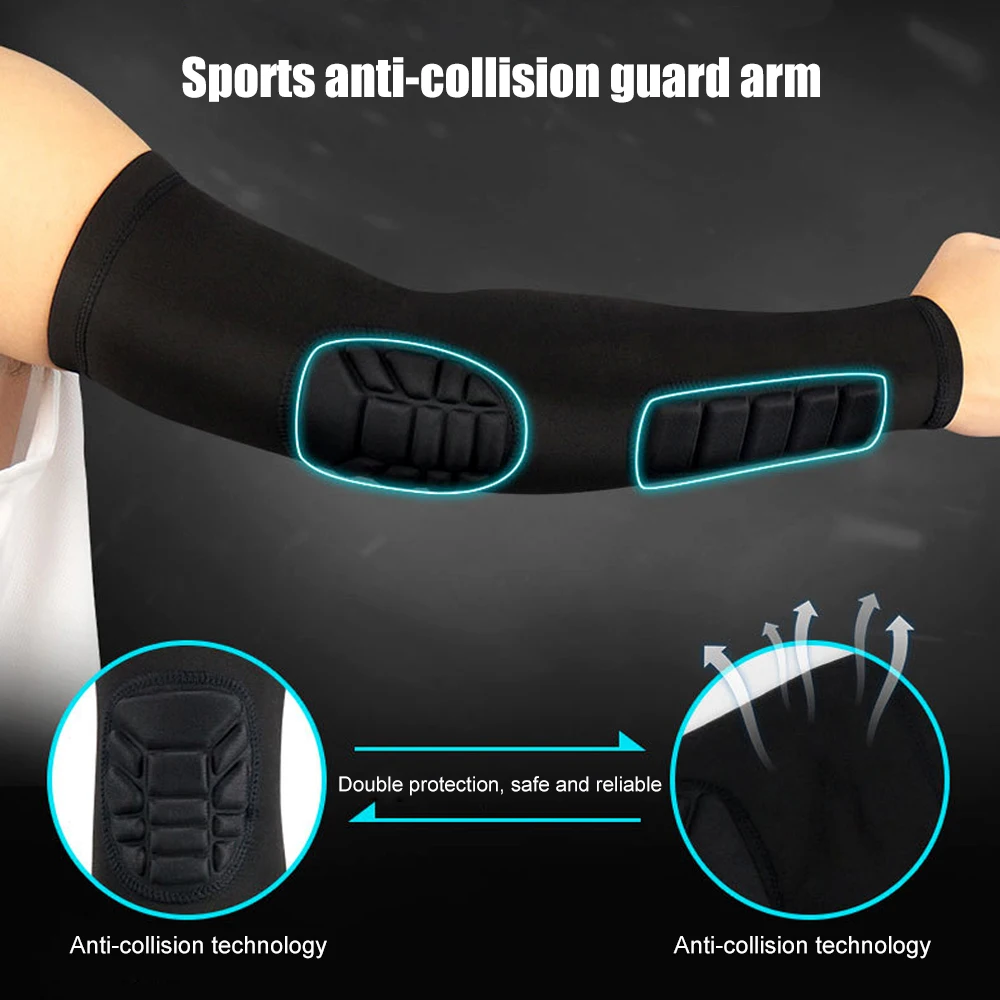 Sports anti-collision guard arm
Double protection, safe and reliable
Anti-collision technology
Anti-collision technology